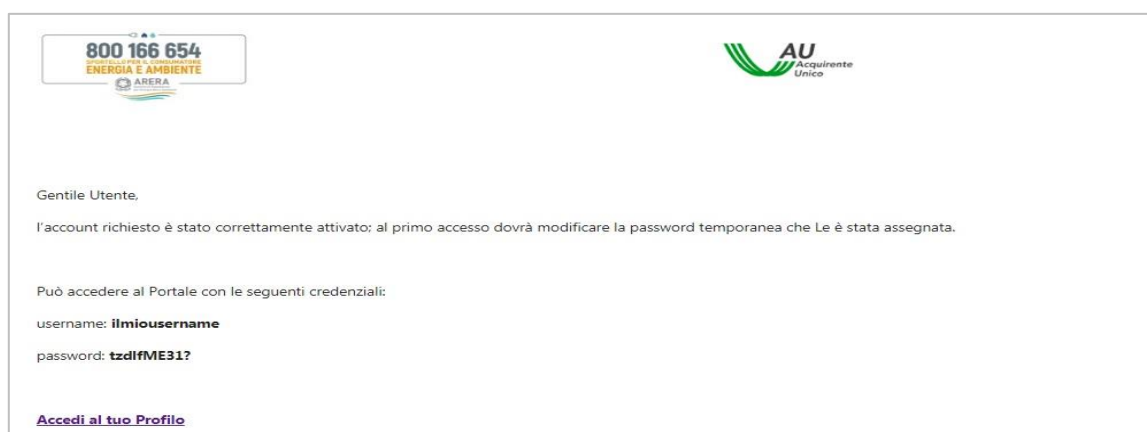 800 166 654
SPORTELLO PER IL CONSUMATORE
ENERGIA E AMBIENTE
ARERA
AU
Acquirente
Unico
Gentile Utente,
l'account richiesto è stato correttamente attivato; al primo accesso dovrà modificare la password temporanea che Le è stata assegnata.
Può accedere al Portale con le seguenti credenziali:
username: ilmiousername
password: tzdlfME31?
Accedi al tuo Profilo